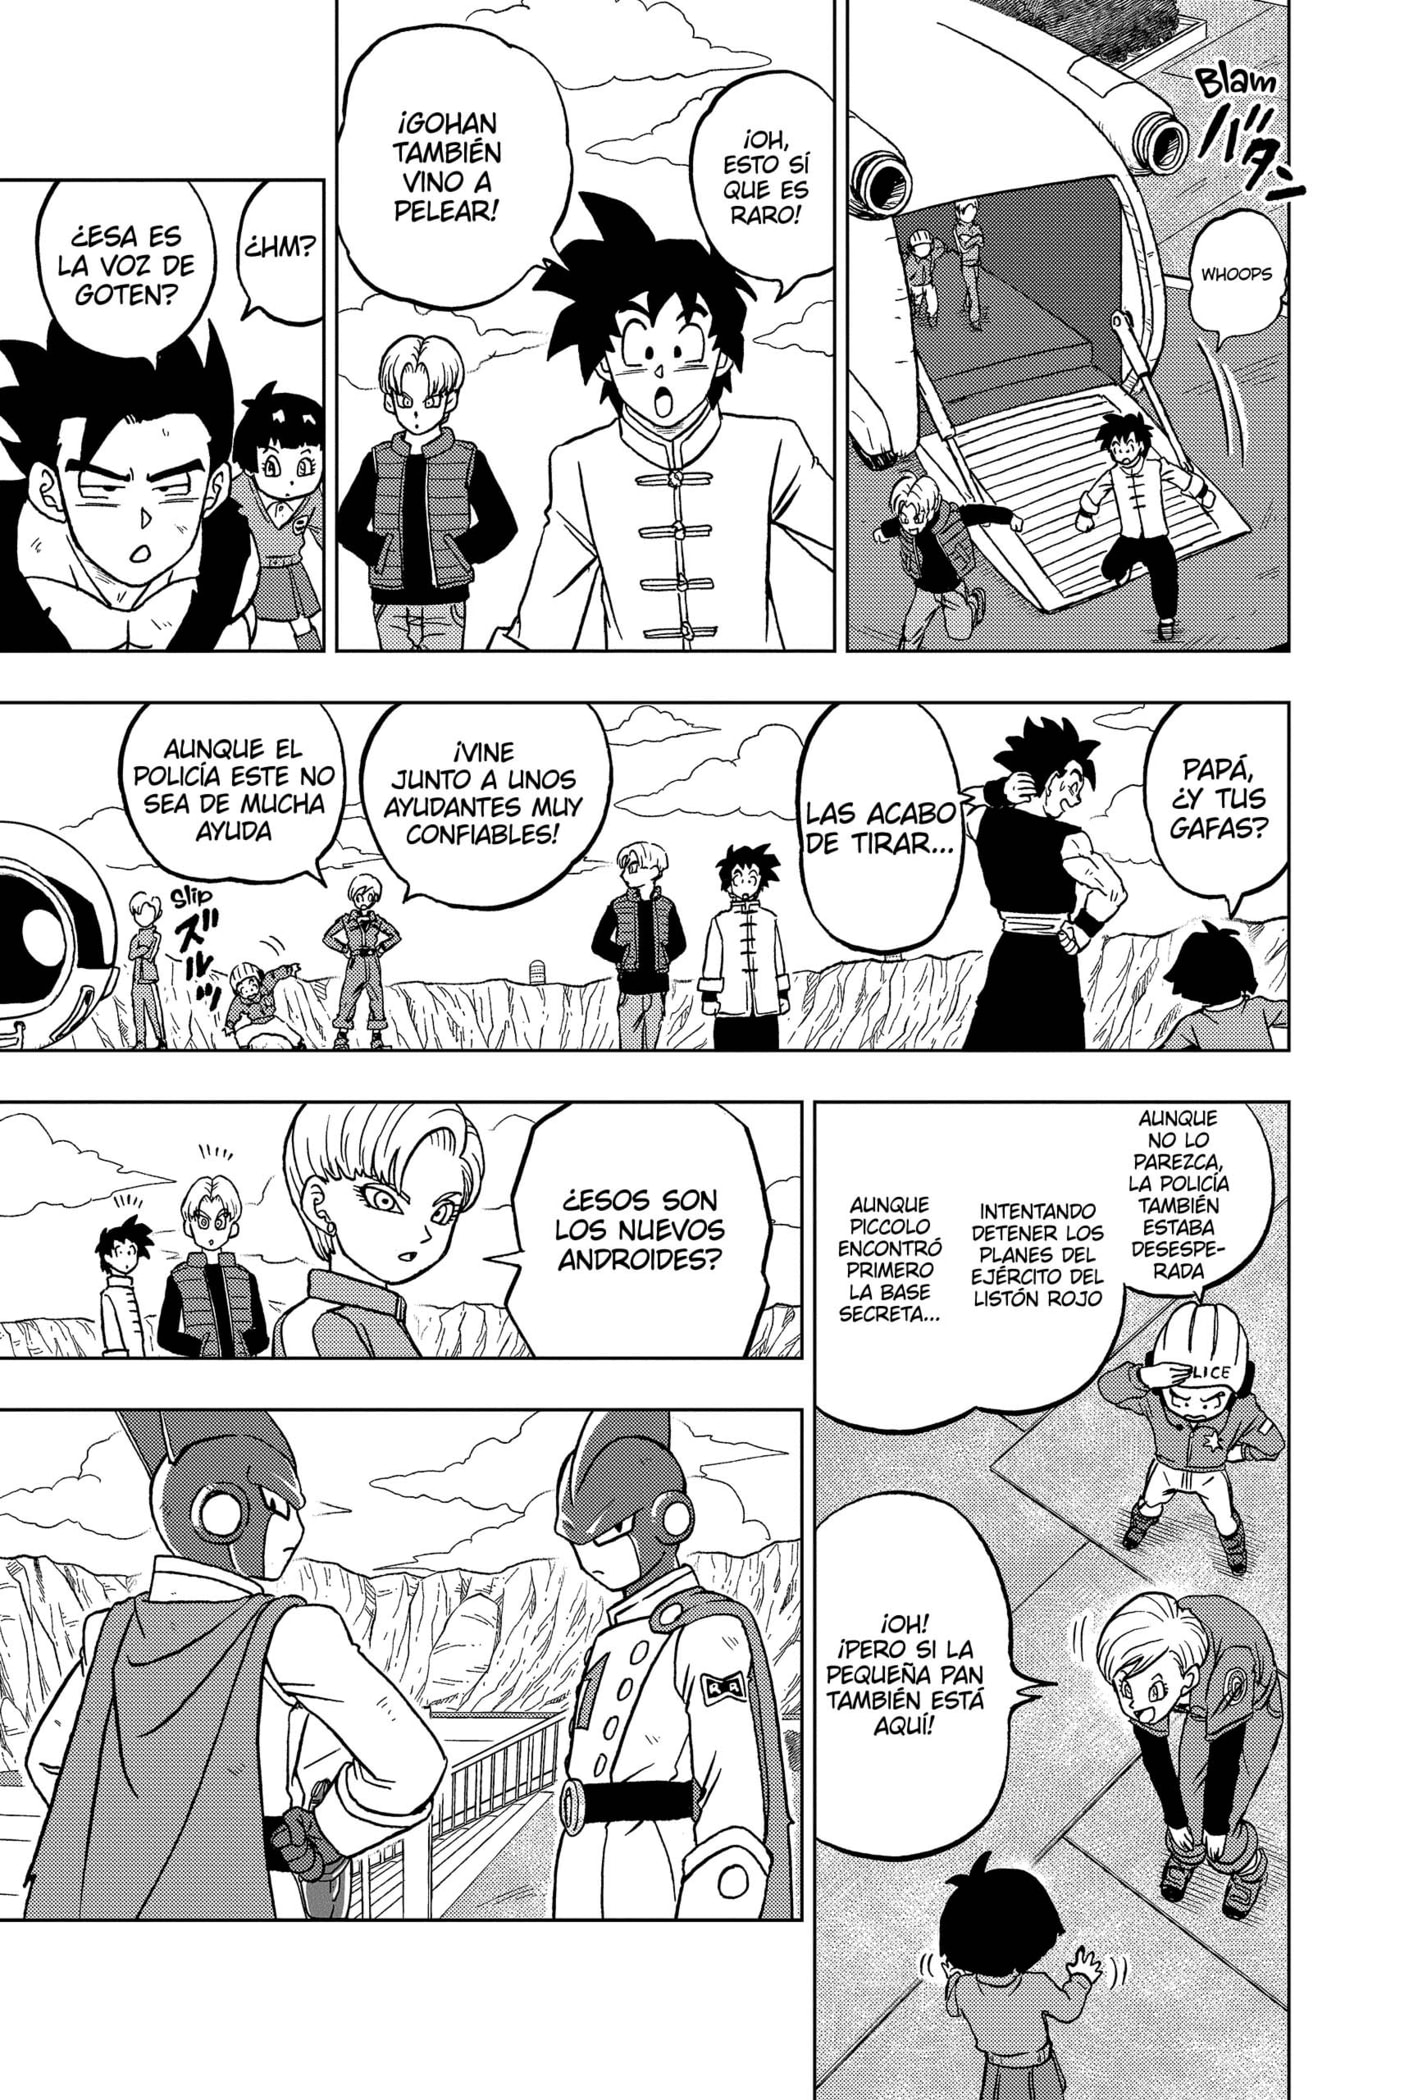 Blam
バタン
WHOOPS
¡OH,
ESTO SÍ
QUE ES
RARO!
¡GOHAN
TAMBIÉN
VINO A
PELEAR!
¿HM?
¿ESA ES
LA VOZ DE
GOTEN?
PAPÁ,
¿Y TUS
GAFAS?
LAS ACABO
DE TIRAR...
¡VINE
JUNTO A UNOS
AYUDANTES MUY
CONFIABLES!
AUNQUE EL
POLICÍA ESTE NO
SEA DE MUCHA
AYUDA
Slip
ズルッ
AUNQUE
NO LO
PAREZCA,
LA POLICÍA
TAMBIÉN
ESTABA
DESESPE-
RADA
INTENTANDO
DETENER LOS
PLANES DEL
EJÉRCITO DEL
LISTÓN ROJO
AUNQUE
PICCOLO
ENCONTRÓ
PRIMERO
LA BASE
SECRETA...
LICE
¡OH!
¡PERO SI LA
PEQUEÑA PAN
TAMBIÉN ESTÁ
AQUÍ!
¿ESOS SON
LOS NUEVOS
ANDROIDES?
RR
1